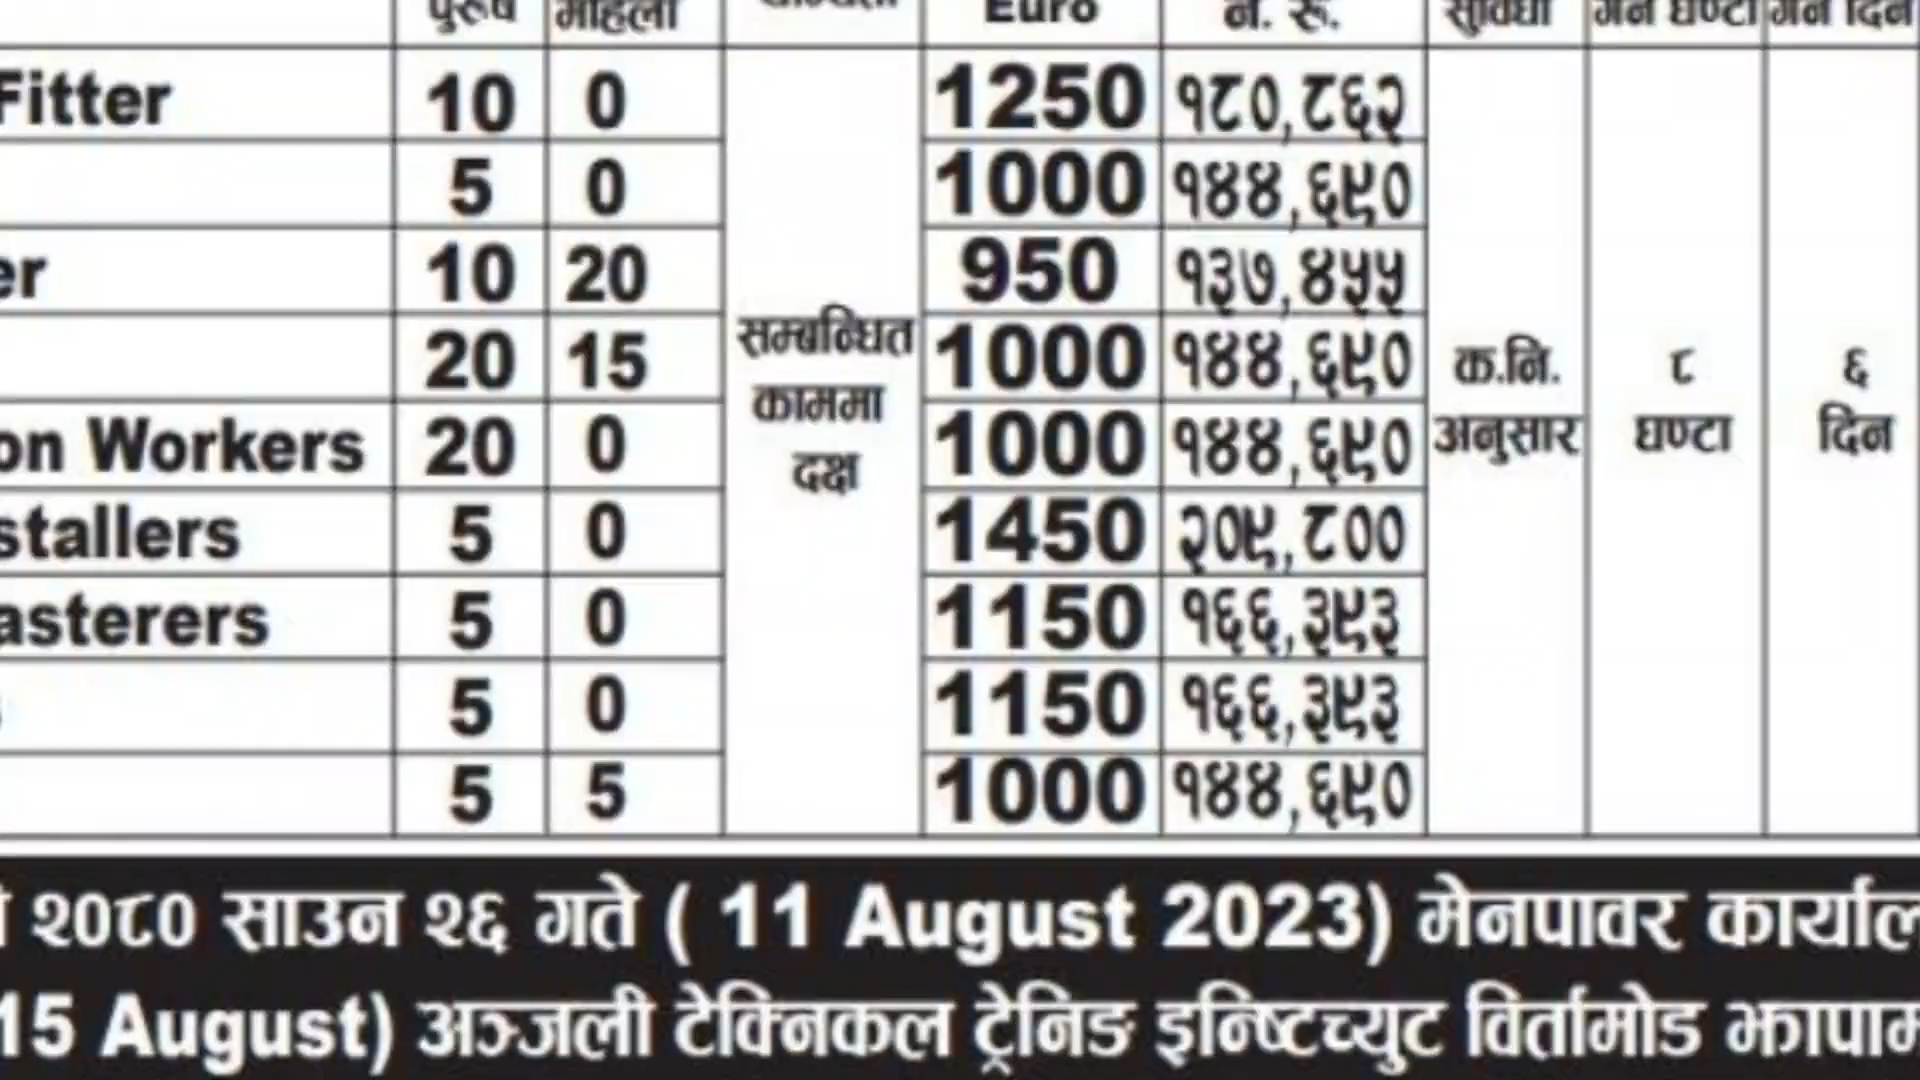 पुरुष महिला Euro ने. रू. सुविधा
Fitter 10 0 1250 १८०,८६२
5 0 1000 १४४,६९०
er 10 20 950 १३७,४५५
20 15 1000 १४४,६९०
on Workers 20 0 1000 १४४,६९०
stallers 5 0 1450 २०९,८००
asterers 5 0 1150 १६६,३९३
5 0 1150 १६६,३९३
5 5 1000 १४४,६९०
सम्बन्धित
काममा
दक्ष
क.नि.
अनुसार
८
घण्टा
६
दिन
२०८० साउन २६ गते ( 11 August 2023) मेनपावर कार्याल
15 August) अञ्जली टेक्निकल ट्रेनिङ इन्ष्टिच्युट विर्तामोड झापाम